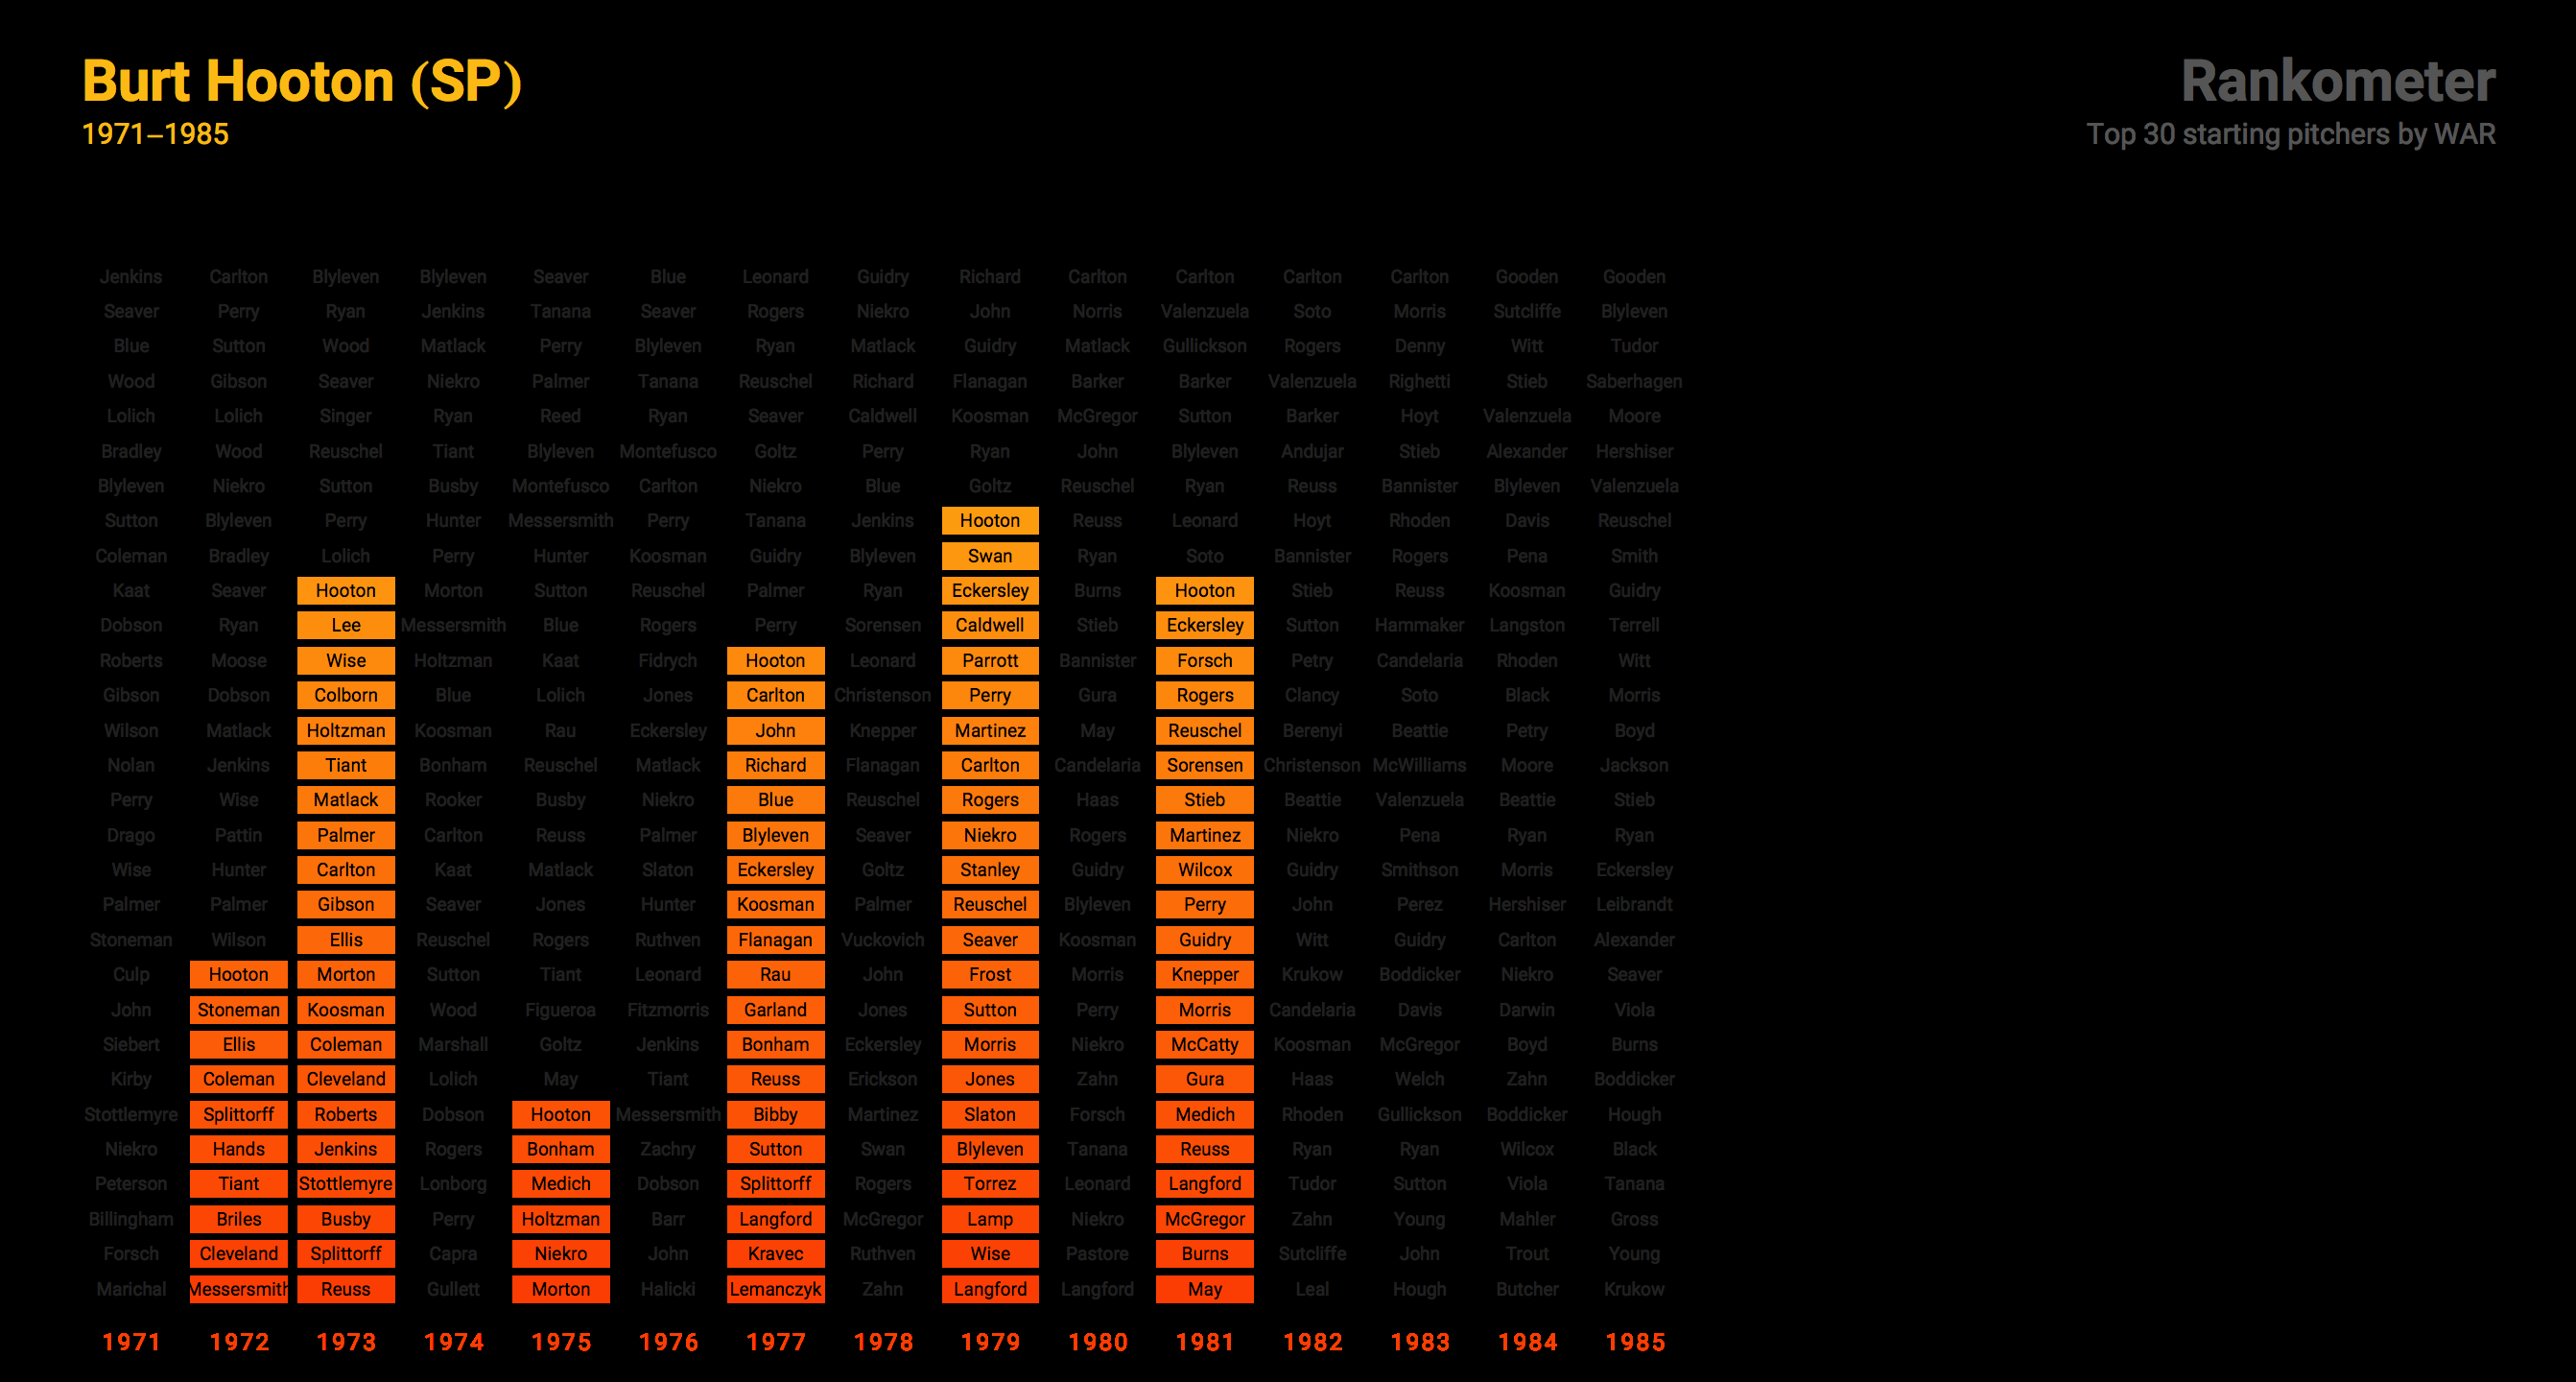 Burt Hooton (SP)
1971–1985
Rankometer
Top 30 starting pitchers by WAR
Jenkins Carlton Blyleven Blyleven Seaver Blue Leonard Guidry Richard Carlton Carlton Carlton Carlton Gooden Gooden
Seaver Perry Ryan Jenkins Tanana Seaver Rogers Niekro John Norris Valenzuela Soto Morris Sutcliffe Blyleven
Blue Sutton Wood Matlack Perry Blyleven Ryan Matlack Guidry Matlack Gullickson Rogers Denny Witt Tudor
Wood Gibson Seaver Niekro Palmer Tanana Reuschel Richard Flanagan Barker Barker Valenzuela Righetti Stieb Saberhagen
Lolich Lolich Singer Ryan Reed Ryan Seaver Caldwell Koosman McGregor Sutton Barker Hoyt Valenzuela Moore
Bradley Wood Reuschel Tiant Blyleven Montefusco Goltz Perry Ryan John Blyleven Andujar Stieb Alexander Hershiser
Blyleven Niekro Sutton Busby Montefusco Carlton Niekro Blue Goltz Reuschel Ryan Reuss Bannister Blyleven Valenzuela
Sutton Blyleven Perry Hunter Messersmith Perry Tanana Jenkins Hooton Reuss Leonard Hoyt Rhoden Davis Reuschel
Coleman Bradley Lolich Perry Hunter Koosman Guidry Blyleven Swan Ryan Soto Bannister Rogers Pena Smith
Kaat Seaver Hooton Morton Sutton Reuschel Palmer Ryan Eckersley Burns Hooton Stieb Reuss Koosman Guidry
Dobson Ryan Lee Messersmith Blue Rogers Perry Sorensen Caldwell Stieb Eckersley Sutton Hammaker Langston Terrell
Roberts Moose Wise Holtzman Kaat Fidrych Hooton Leonard Parrott Bannister Forsch Petry Candelaria Rhoden Witt
Gibson Dobson Colborn Blue Lolich Jones Carlton Christenson Perry Gura Rogers Clancy Soto Black Morris
Wilson Matlack Holtzman Koosman Rau Eckersley John Knepper Martinez May Reuschel Berenyi Beattie Petry Boyd
Nolan Jenkins Tiant Bonham Reuschel Matlack Richard Flanagan Carlton Candelaria Sorensen Christenson McWilliams Moore Jackson
Perry Wise Matlack Rooker Busby Niekro Blue Reuschel Rogers Haas Stieb Beattie Valenzuela Beattie Stieb
Drago Pattin Palmer Carlton Reuss Palmer Blyleven Seaver Niekro Rogers Martinez Niekro Pena Ryan Ryan
Wise Hunter Carlton Kaat Matlack Slaton Eckersley Goltz Stanley Guidry Wilcox Guidry Smithson Morris Eckersley
Palmer Palmer Gibson Seaver Jones Hunter Koosman Palmer Reuschel Blyleven Perry John Perez Hershiser Leibrandt
Stoneman Wilson Ellis Reuschel Rogers Ruthven Flanagan Vuckovich Seaver Koosman Guidry Witt Guidry Carlton Alexander
Culp Hooton Morton Sutton Tiant Leonard Rau John Frost Morris Knepper Krukow Boddicker Niekro Seaver
John Stoneman Koosman Wood Figueroa Fitzmorris Garland Jones Sutton Perry Morris Candelaria Davis Darwin Viola
Siebert Ellis Coleman Marshall Goltz Jenkins Bonham Eckersley Morris Niekro McCatty Koosman McGregor Boyd Burns
Kirby Coleman Cleveland Lolich May Tiant Reuss Erickson Jones Zahn Gura Haas Welch Zahn Boddicker
Stottlemyre Splittorff Roberts Dobson Hooton Messersmith Bibby Martinez Slaton Forsch Medich Rhoden Gullickson Boddicker Hough
Niekro Hands Jenkins Rogers Bonham Zachry Sutton Swan Blyleven Tanana Reuss Ryan Ryan Wilcox Black
Peterson Tiant Stottlemyre Lonborg Medich Dobson Splittorff Rogers Torrez Leonard Langford Tudor Sutton Viola Tanana
Billingham Briles Busby Perry Holtzman Barr Langford McGregor Lamp Niekro McGregor Zahn Young Mahler Gross
Forsch Cleveland Splittorff Capra Niekro John Kravec Ruthven Wise Pastore Burns Sutcliffe John Trout Young
Marichal Messersmith Reuss Gullett Morton Halicki Lemanczyk Zahn Langford Langford May Leal Hough Butcher Krukow
1971 1972 1973 1974 1975 1976 1977 1978 1979 1980 1981 1982 1983 1984 1985